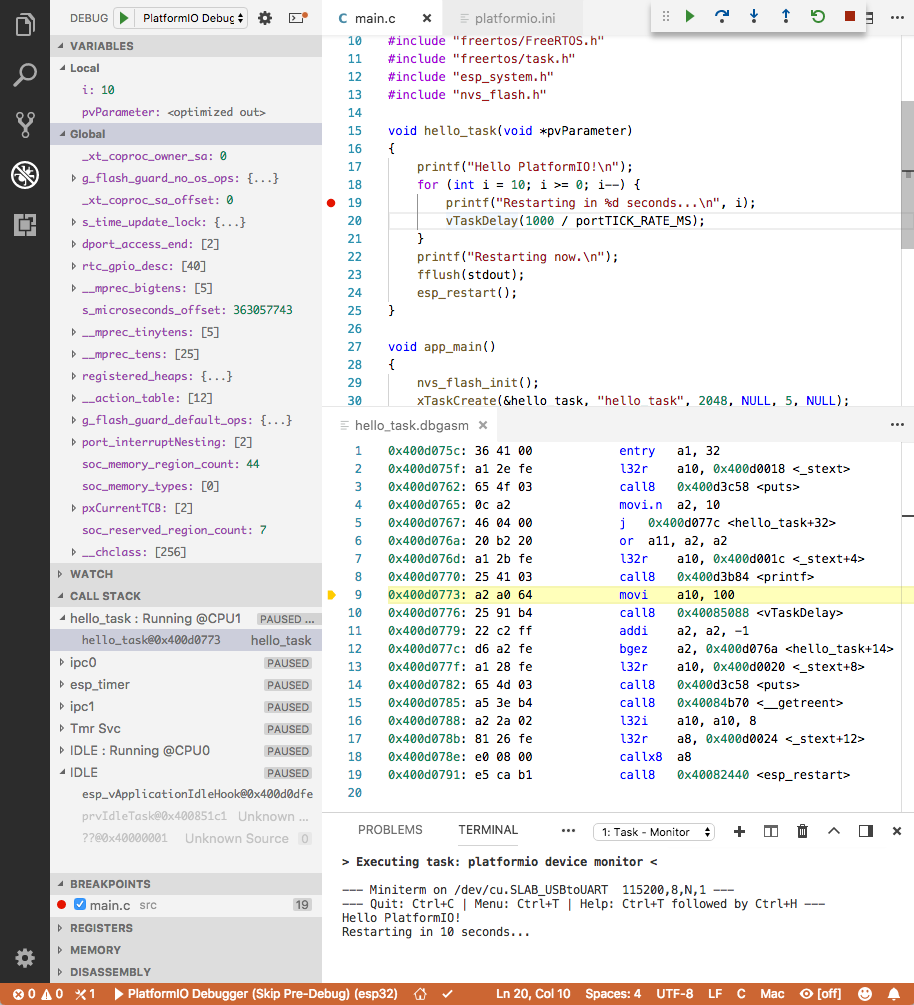 DEBUG PlatformIO Debug
VARIABLES
Local
i: 10
pvParameter: <optimized out>
Global
_xt_coproc_owner_sa: 0
g_flash_guard_no_os_ops: {...}
_xt_coproc_sa_offset: 0
s_time_update_lock: {...}
dport_access_end: [2]
rtc_gpio_desc: [40]
__mprec_bigtens: [5]
s_microseconds_offset: 363057743
__mprec_tinytens: [5]
__mprec_tens: [25]
registered_heaps: {...}
__action_table: [12]
g_flash_guard_default_ops: {...}
port_interruptNesting: [2]
soc_memory_region_count: 44
soc_memory_types: [0]
pxCurrentTCB: [2]
soc_reserved_region_count: 7
__chclass: [256]
WATCH
CALL STACK
hello_task : Running @CPU1 PAUSED ...
hello_task@0x400d0773 hello_task
ipc0 PAUSED
esp_timer PAUSED
ipc1 PAUSED
Tmr Svc PAUSED
IDLE : Running @CPU0 PAUSED
IDLE PAUSED
esp_vApplicationIdleHook@0x400d0dfe
prvIdleTask@0x400851c1 Unknown ...
??@0x40000001 Unknown Source 0
BREAKPOINTS
main.c src 19
REGISTERS
MEMORY
DISASSEMBLY
C main.c platformio.ini
10 #include "freertos/FreeRTOS.h"
11 #include "freertos/task.h"
12 #include "esp_system.h"
13 #include "nvs_flash.h"
14
15 void hello_task(void *pvParameter)
16 {
17 printf("Hello PlatformIO!\n");
18 for (int i = 10; i >= 0; i--) {
19 printf("Restarting in %d seconds...\n", i);
20 vTaskDelay(1000 / portTICK_RATE_MS);
21 }
22 printf("Restarting now.\n");
23 fflush(stdout);
24 esp_restart();
25 }
26
27 void app_main()
28 {
29 nvs_flash_init();
30 xTaskCreate(&hello_task, "hello_task", 2048, NULL, 5, NULL);
hello_task.dbgasm
1 0x400d075c: 36 41 00 entry a1, 32
2 0x400d075f: a1 2e fe l32r a10, 0x400d0018 <_stext>
3 0x400d0762: 65 4f 03 call8 0x400d3c58 <puts>
4 0x400d0765: 0c a2 movi.n a2, 10
5 0x400d0767: 46 04 00 j 0x400d077c <hello_task+32>
6 0x400d076a: 20 b2 20 or a11, a2, a2
7 0x400d076d: a1 2b fe l32r a10, 0x400d001c <_stext+4>
8 0x400d0770: 25 41 03 call8 0x400d3b84 <printf>
9 0x400d0773: a2 a0 64 movi a10, 100
10 0x400d0776: 25 91 b4 call8 0x40085088 <vTaskDelay>
11 0x400d0779: 22 c2 ff addi a2, a2, -1
12 0x400d077c: d6 a2 fe bgez a2, 0x400d076a <hello_task+14>
13 0x400d077f: a1 28 fe l32r a10, 0x400d0020 <_stext+8>
14 0x400d0782: 65 4d 03 call8 0x400d3c58 <puts>
15 0x400d0785: a5 3e b4 call8 0x40084b70 <__getreent>
16 0x400d0788: a2 2a 02 l32i a10, a10, 8
17 0x400d078b: 81 26 fe l32r a8, 0x400d0024 <_stext+12>
18 0x400d078e: e0 08 00 callx8 a8
19 0x400d0791: e5 ca b1 call8 0x40082440 <esp_restart>
20
PROBLEMS TERMINAL ••• 1: Task - Monitor
> Executing task: platformio device monitor <
--- Miniterm on /dev/cu.SLAB_USBtoUART 115200,8,N,1 ---
--- Quit: Ctrl+C | Menu: Ctrl+T | Help: Ctrl+T followed by Ctrl+H ---
Hello PlatformIO!
Restarting in 10 seconds...
0 0 1 PlatformIO Debugger (Skip Pre-Debug) (esp32) Ln 20, Col 10 Spaces: 4 UTF-8 LF C Mac [off]